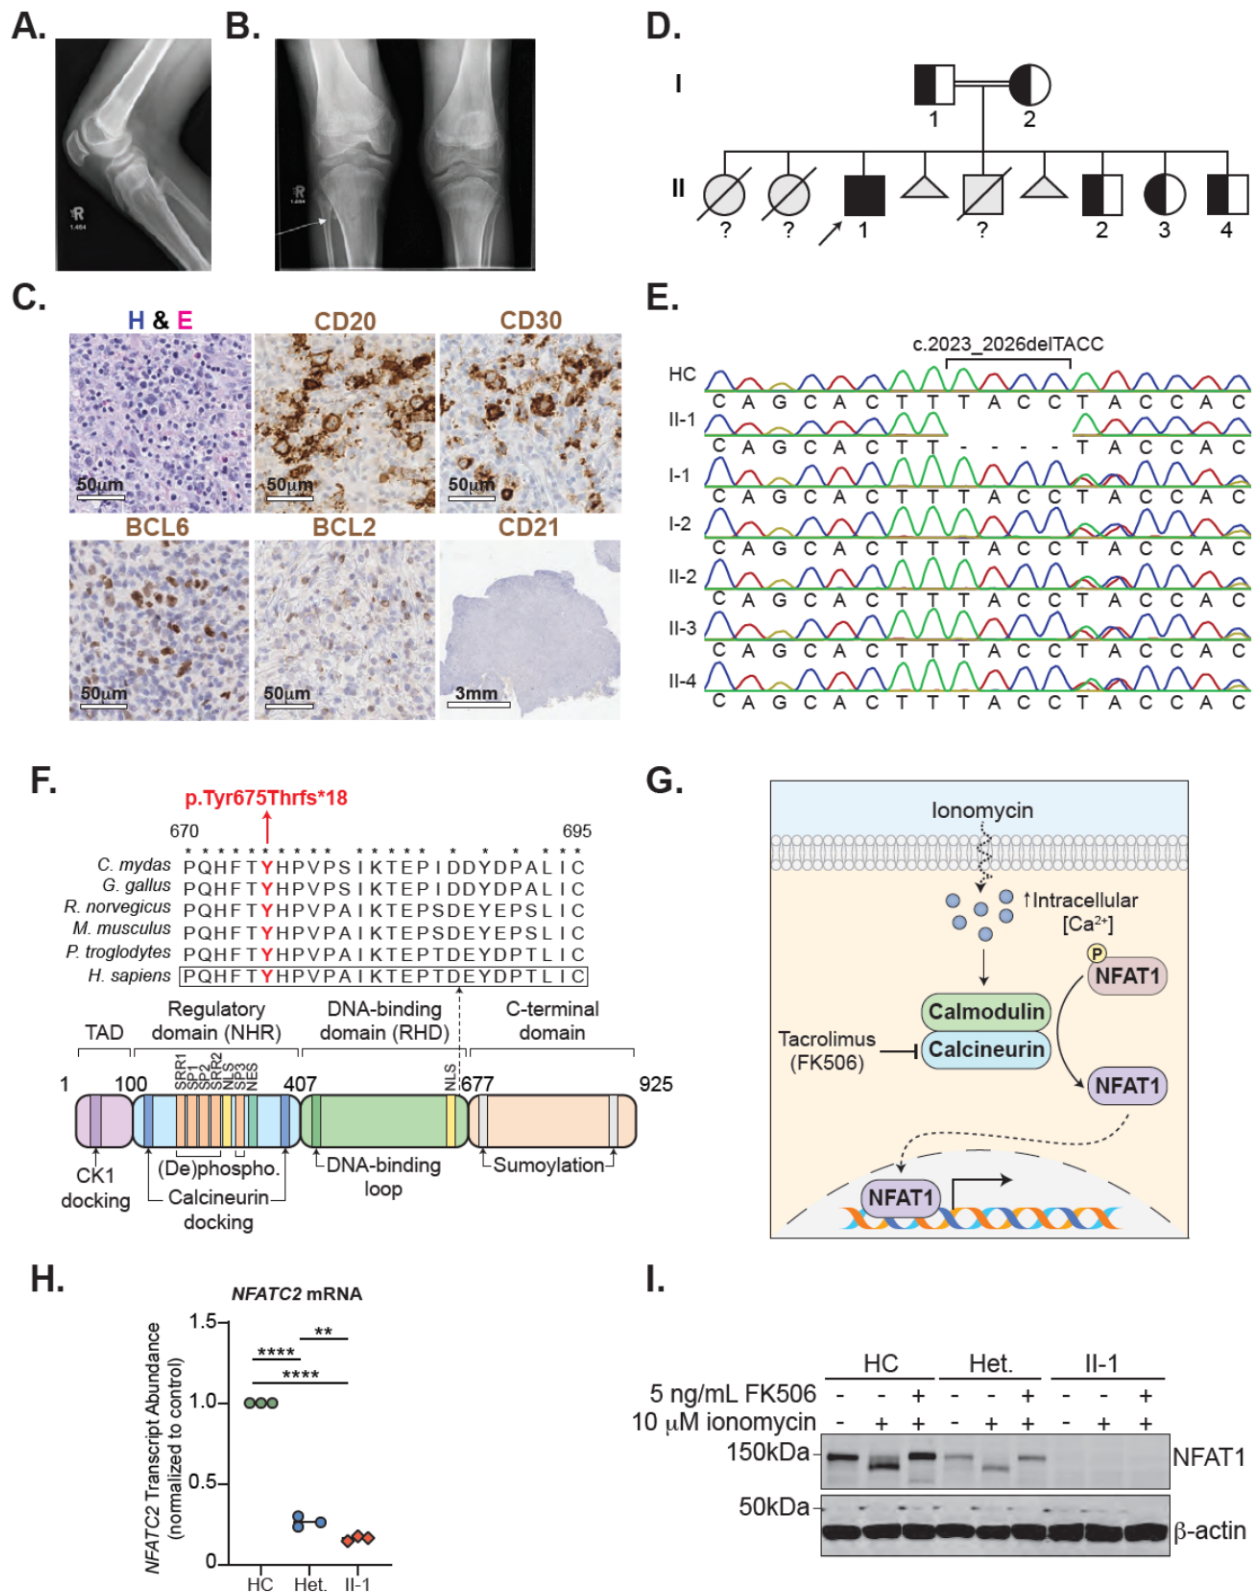 A.
B.
R
1.464
R
1.464
D.
I
1
2
II
?
?
1
?
2
3
4
C.
H & E
CD20
CD30
50μm
50μm
50μm
BCL6
BCL2
CD21
50μm
50μm
3mm
E.
c.2023_2026delTACC
HC
C A G C A C T T T A C C T A C C A C
II-1
C A G C A C T T - - - - T A C C A C
I-1
C A G C A C T T T A C C T A C C A C
I-2
C A G C A C T T T A C C T A C C A C
II-2
C A G C A C T T T A C C T A C C A C
II-3
C A G C A C T T T A C C T A C C A C
II-4
C A G C A C T T T A C C T A C C A C
F.
p.Tyr675Thrfs*18
670
695
* * * * * * * * * * * * * * * * * * *
C. mydas PQHFTYHPVPSIKTEPIDDYDPALIC
G. gallus PQHFTYHPVPSIKTEPIDDYDPALIC
R. norvegicus PQHFTYHPVPAIKTEPSDEYEPSLIC
M. musculus PQHFTYHPVPAIKTEPSDEYEPSLIC
P. troglodytes PQHFTYHPVPAIKTEPTDEYDPTLIC
H. sapiens PQHFTYHPVPAIKTEPTDEYDPTLIC
TAD
Regulatory
domain (NHR)
DNA-binding
domain (RHD)
C-terminal
domain
SRR1
SP1
SP2
SRR2
NLS
SP3
NES
NLS
1
100
407
677
925
CK1
docking
(De)phospho.
Calcineurin
docking
DNA-binding
loop
Sumoylation
G.
Ionomycin
↑Intracellular
[Ca²⁺]
P
NFAT1
Calmodulin
Calcineurin
Tacrolimus
(FK506)
NFAT1
NFAT1
H.
NFATC2 mRNA
NFATC2 Transcript Abundance
(normalized to control)
1.5
1.0
0.5
0
**
****
****
HC
Het.
II-1
I.
HC
Het.
II-1
5 ng/mL FK506 - - + - - + - - +
10 μM ionomycin - + + - + + - + +
150kDa
NFAT1
50kDa
β-actin